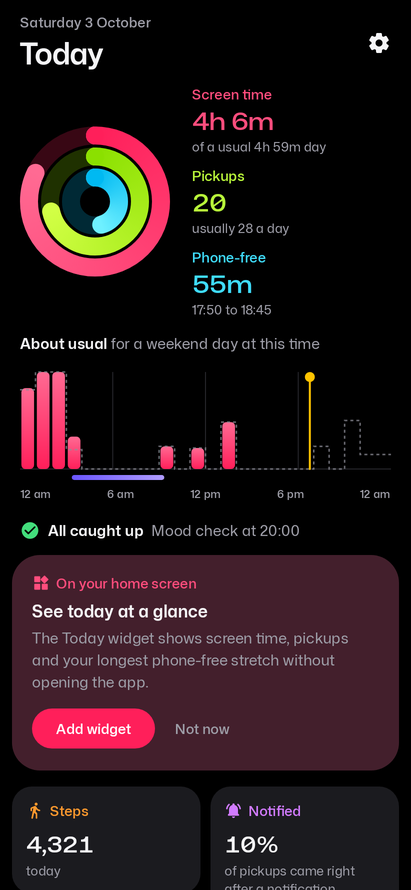 Saturday 3 October
Today
Screen time
4h 6m
of a usual 4h 59m day
Pickups
20
usually 28 a day
Phone-free
55m
17:50 to 18:45
About usual for a weekend day at this time
12 am 6 am 12 pm 6 pm 12 am
All caught up Mood check at 20:00
On your home screen
See today at a glance
The Today widget shows screen time, pickups
and your longest phone-free stretch without
opening the app.
Add widget Not now
Steps
4,321
today
Notified
10%
of pickups came right
after a notification